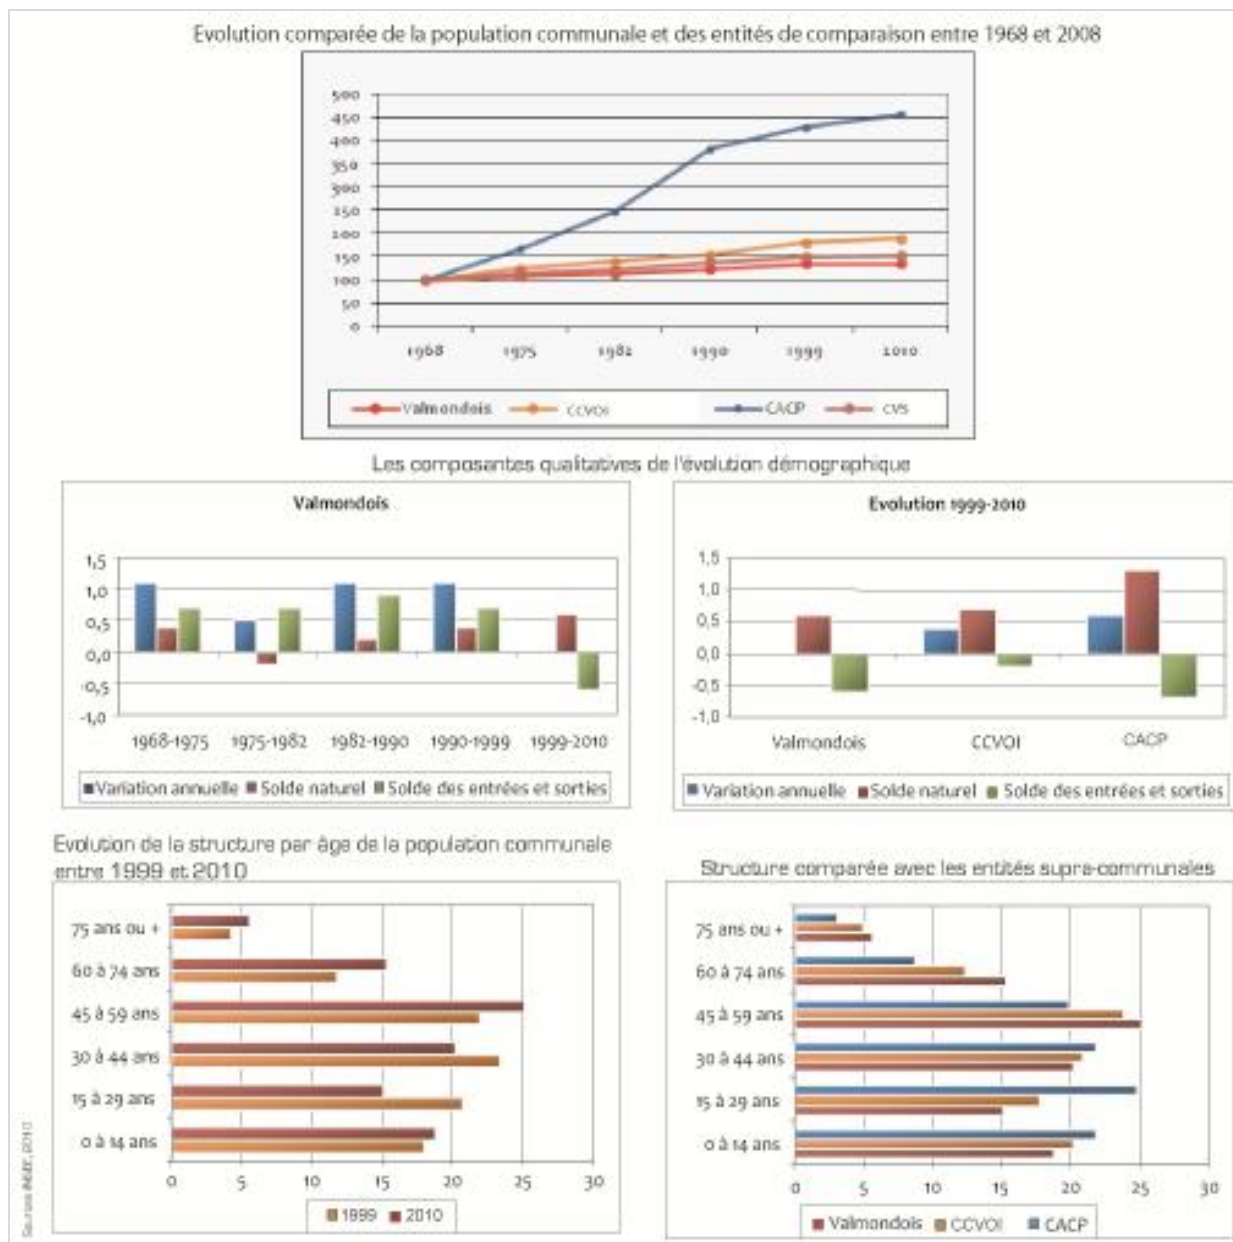 Evolution comparée de la population communale et des entités de comparaison entre 1968 et 2008
500
450
400
350
300
250
200
150
100
50
0
1968 1975 1982 1990 1999 2010
Valmondois CCVOI CACP CVS
Les composantes qualitatives de l'évolution démographique
Valmondois
1,5
1,0
0,5
0,0
-0,5
-1,0
1968-1975 1975-1982 1982-1990 1990-1999 1999-2010
Variation annuelle Solde naturel Solde des entrées et sorties
Evolution 1999-2010
1,5
1,0
0,5
0,0
-0,5
-1,0
Valmondois CCVOI CACP
Variation annuelle Solde naturel Solde des entrées et sorties
Evolution de la structure par âge de la population communale
entre 1999 et 2010
75 ans ou +
60 à 74 ans
45 à 59 ans
30 à 44 ans
15 à 29 ans
0 à 14 ans
0 5 10 15 20 25 30
1999 2010
Structure comparée avec les entités supra-communales
75 ans ou +
60 à 74 ans
45 à 59 ans
30 à 44 ans
15 à 29 ans
0 à 14 ans
0 5 10 15 20 25 30
Valmondois CCVOI CACP
Sources INSEE, 2010